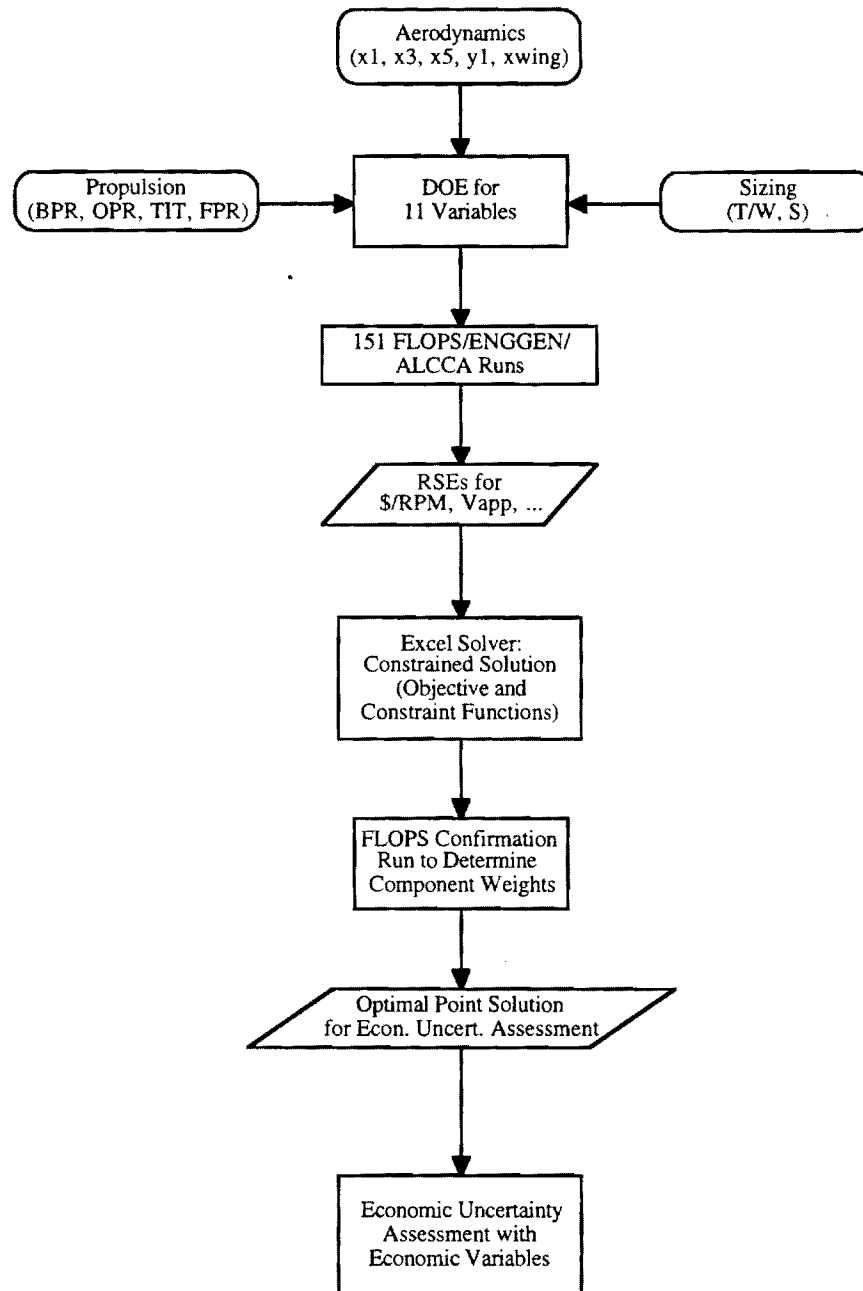 Aerodynamics
(x1, x3, x5, y1, xwing)
Propulsion
(BPR, OPR, TIT, FPR)
DOE for
11 Variables
Sizing
(T/W, S)
151 FLOPS/ENGGEN/
ALCCA Runs
RSEs for
$/RPM, Vapp, ...
Excel Solver:
Constrained Solution
(Objective and
Constraint Functions)
FLOPS Confirmation
Run to Determine
Component Weights
Optimal Point Solution
for Econ. Uncert. Assessment
Economic Uncertainty
Assessment with
Economic Variables